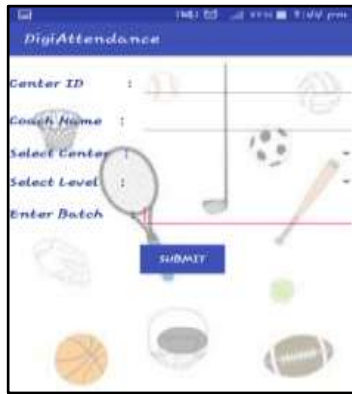 DigiAttendance
Center ID :
Coach Name :
Select Center :
Select Level :
Enter Batch
SUBMIT